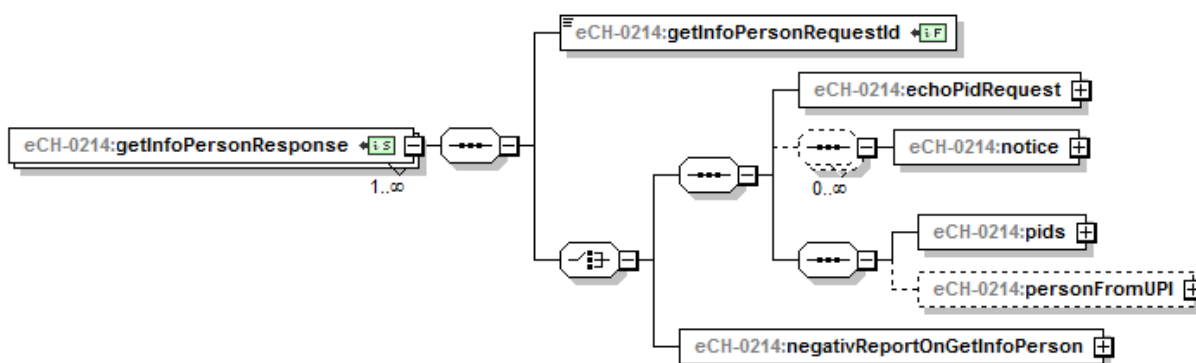 eCH-0214:getInfoPersonRequestId
eCH-0214:echoPidRequest
eCH-0214:getInfoPersonResponse
eCH-0214:notice
1..∞
0..∞
eCH-0214:pids
eCH-0214:personFromUPI
eCH-0214:negativReportOnGetInfoPerson